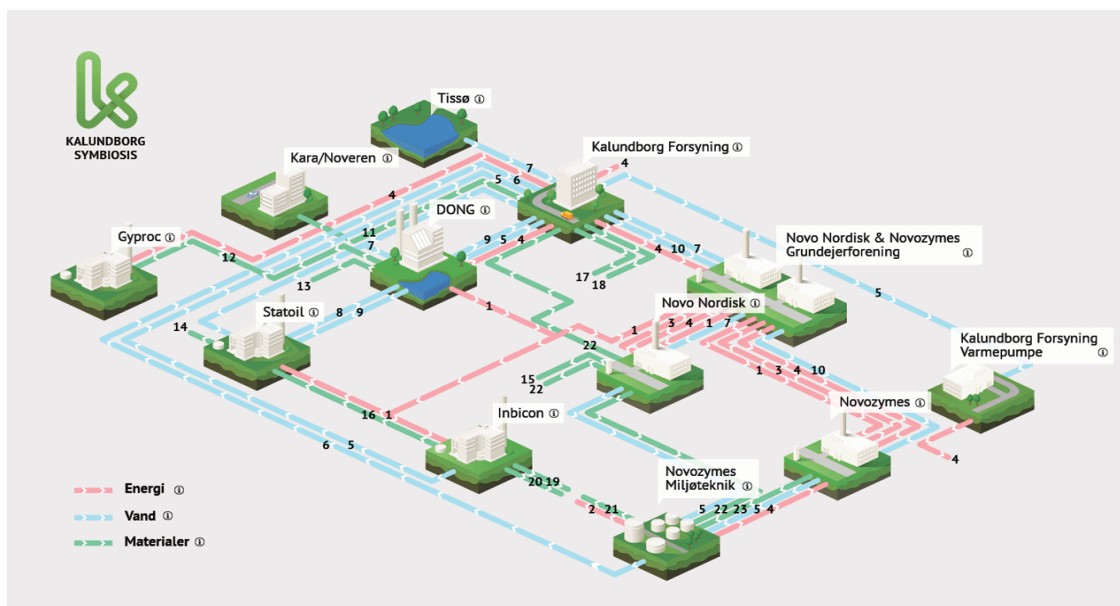 Tissø
Kalundborg Forsyning
4
7
KALUNDBORG
SYMBIOSIS
Kara/Noveren
4
5
6
DONG
11
7
9
5
4
Gyproc
12
4
10
7
Novo Nordisk & Novozymes
Grundejerforening
17
18
13
5
Statoil
8
9
1
Novo Nordisk
14
1
3
4
1
7
22
Kalundborg Forsyning
Varmepumpe
15
22
1
3
4
10
16
1
Inbicon
Novozymes
6
5
4
Novozymes
Miljøteknik
20
19
Energi
2
21
5
22
23
5
4
Vand
Materialer